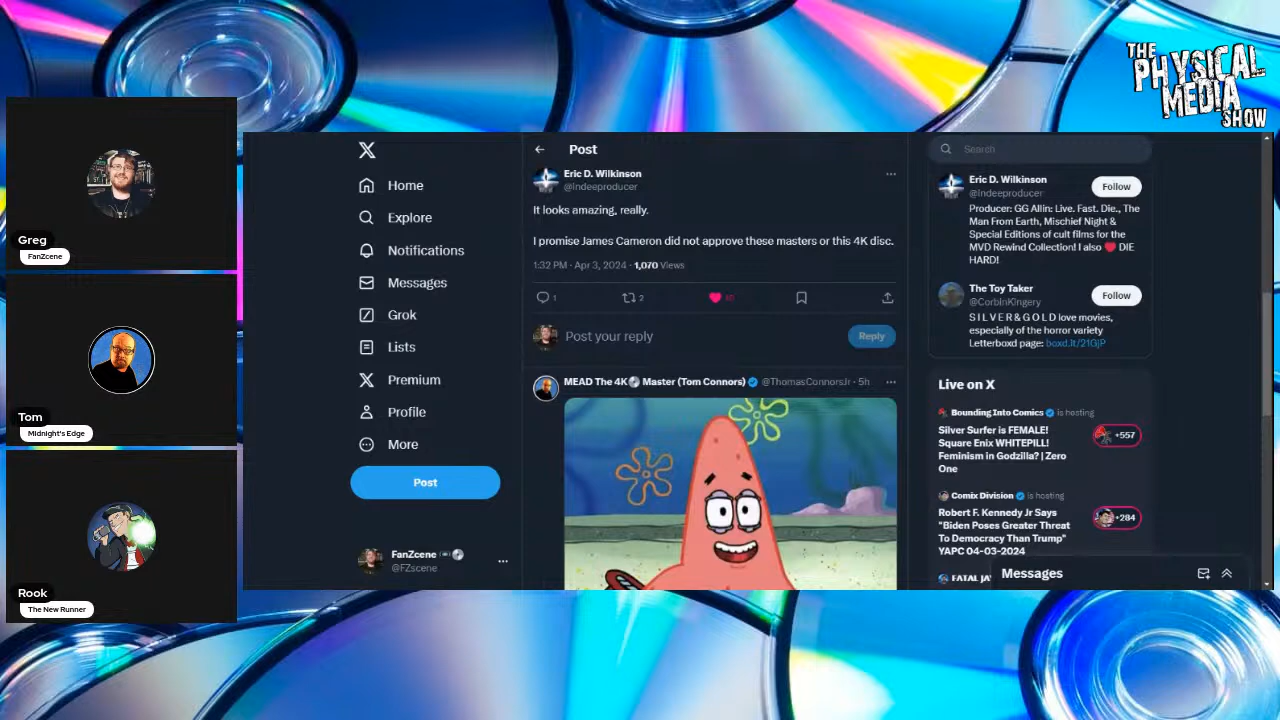 THE
PHYSICAL
MEDIA
SHOW
Greg
FanZcene
Tom
Midnight's Edge
Rook
The New Runner
Home
Explore
Notifications
Messages
Grok
Lists
Premium
Profile
More
Post
FanZcene
@FZscene
Post
Eric D. Wilkinson
@Indeeproducer
It looks amazing, really.
I promise James Cameron did not approve these masters or this 4K disc.
1:32 PM · Apr 3, 2024 · 1,070 Views
1
2
Post your reply
Reply
MEAD The 4K Master (Tom Connors) @ThomasConnorsJr · 5h
Search
Eric D. Wilkinson
@Indeeproducer
Follow
Producer: GG Allin: Live. Fast. Die., The
Man From Earth, Mischief Night &
Special Editions of cult films for the
MVD Rewind Collection! I also ❤️ DIE
HARD!
The Toy Taker
@CorbinKingery
Follow
S I L V E R & G O L D love movies,
especially of the horror variety
Letterboxd page: boxd.it/21GjP
Live on X
Bounding Into Comics is hosting
Silver Surfer is FEMALE!
Square Enix WHITEPILL!
Feminism in Godzilla? | Zero
One
+557
Comix Division is hosting
Robert F. Kennedy Jr Says
"Biden Poses Greater Threat
To Democracy Than Trump"
YAPC 04-03-2024
+284
FATAL
Messages